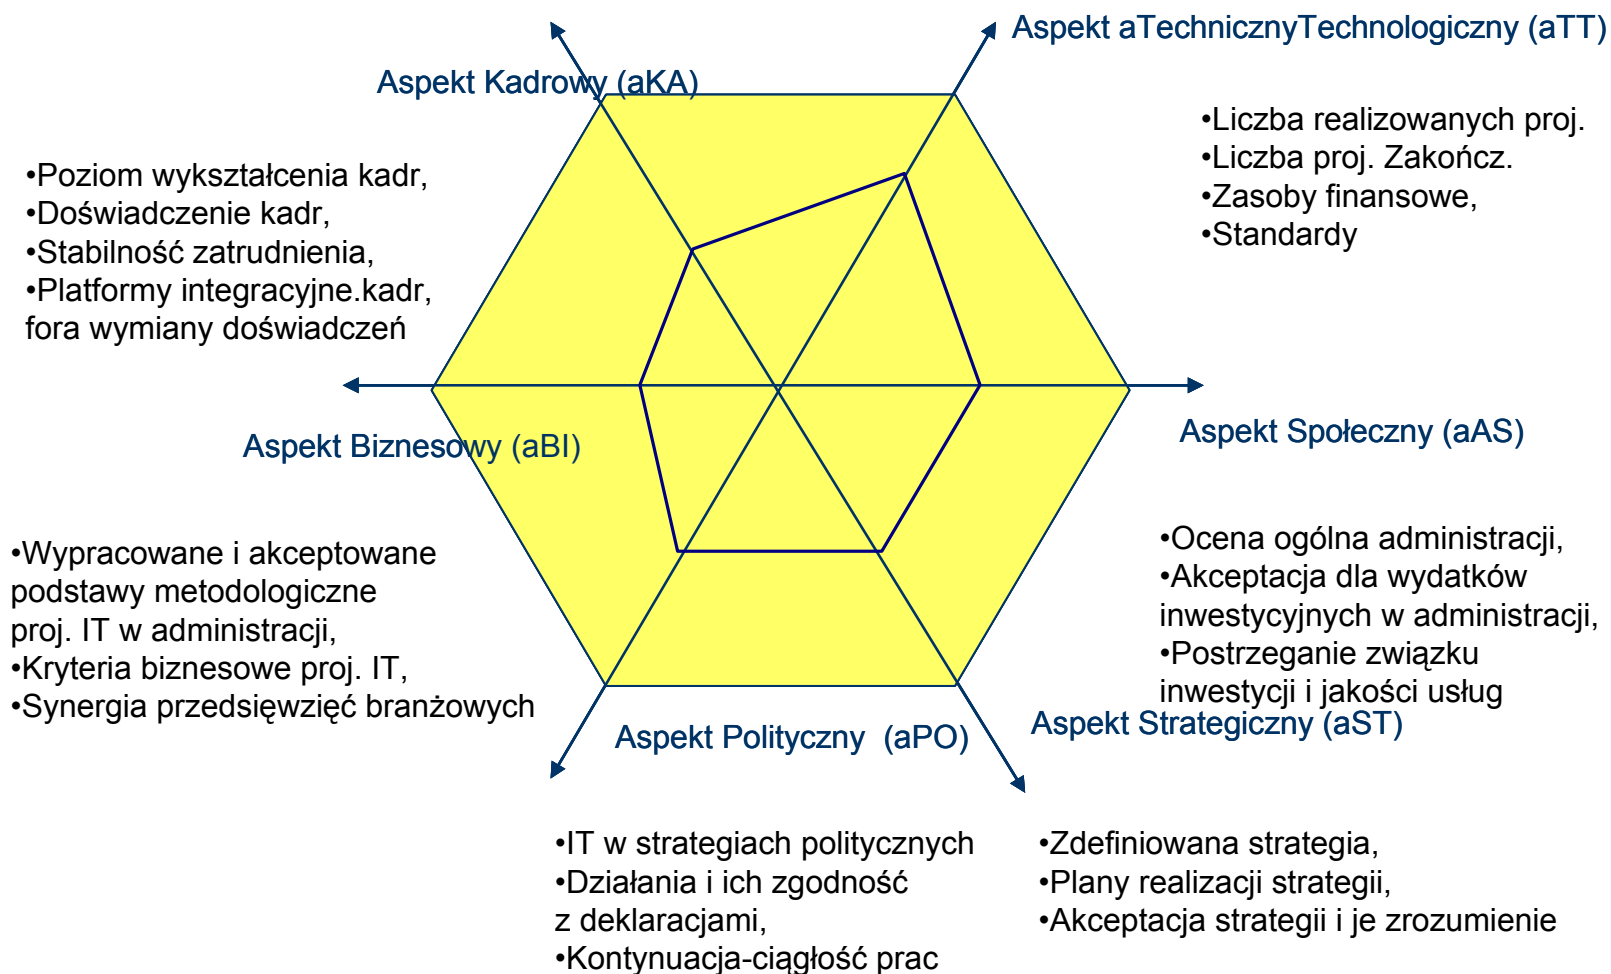 Aspekt aTechnicznyTechnologiczny (aTT)
Aspekt Kadrowy (aKA)
•Liczba realizowanych proj.
•Liczba proj. Zakończ.
•Zasoby finansowe,
•Standardy
•Poziom wykształcenia kadr,
•Doświadczenie kadr,
•Stabilność zatrudnienia,
•Platformy integracyjne.kadr,
fora wymiany doświadczeń
Aspekt Biznesowy (aBI)
Aspekt Społeczny (aAS)
•Wypracowane i akceptowane
podstawy metodologiczne
proj. IT w administracji,
•Kryteria biznesowe proj. IT,
•Synergia przedsięwzięć branżowych
•Ocena ogólna administracji,
•Akceptacja dla wydatków
inwestycyjnych w administracji,
•Postrzeganie związku
inwestycji i jakości usług
Aspekt Polityczny (aPO)
Aspekt Strategiczny (aST)
•IT w strategiach politycznych
•Działania i ich zgodność
z deklaracjami,
•Kontynuacja-ciągłość prac
•Zdefiniowana strategia,
•Plany realizacji strategii,
•Akceptacja strategii i je zrozumienie